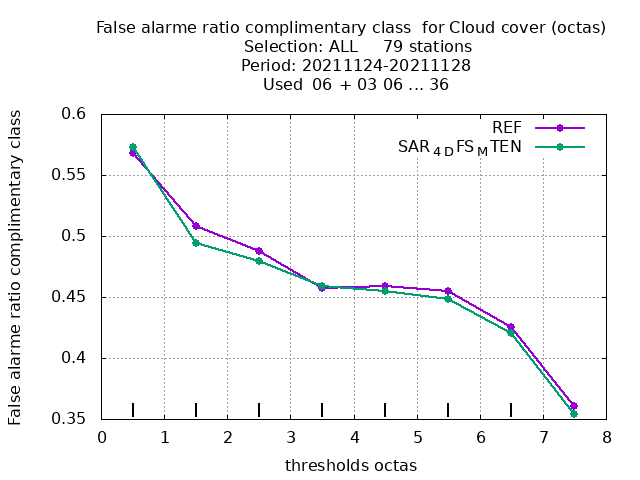 False alarme ratio complimentary class  for Cloud cover (octas)
Selection: ALL     79 stations
Period: 20211124-20211128
Used  06  + 03 06 ... 36
False alarme ratio complimentary class
0.6
0.55
0.5
0.45
0.4
0.35
REF
SAR4DFSMTEN
0 1 2 3 4 5 6 7 8
thresholds octas